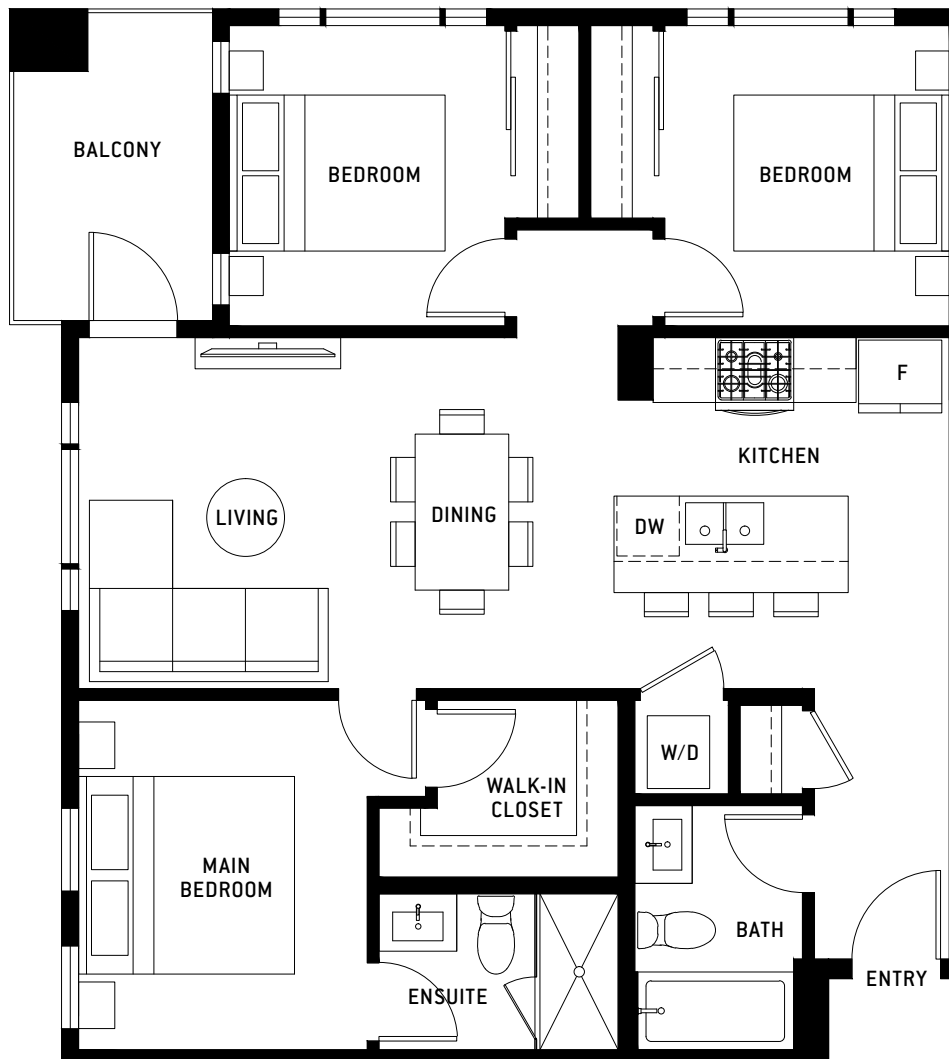 BALCONY
BEDROOM
BEDROOM
F
KITCHEN
LIVING
DINING
DW
W/D
WALK-IN
CLOSET
MAIN
BEDROOM
BATH
ENSUITE
ENTRY